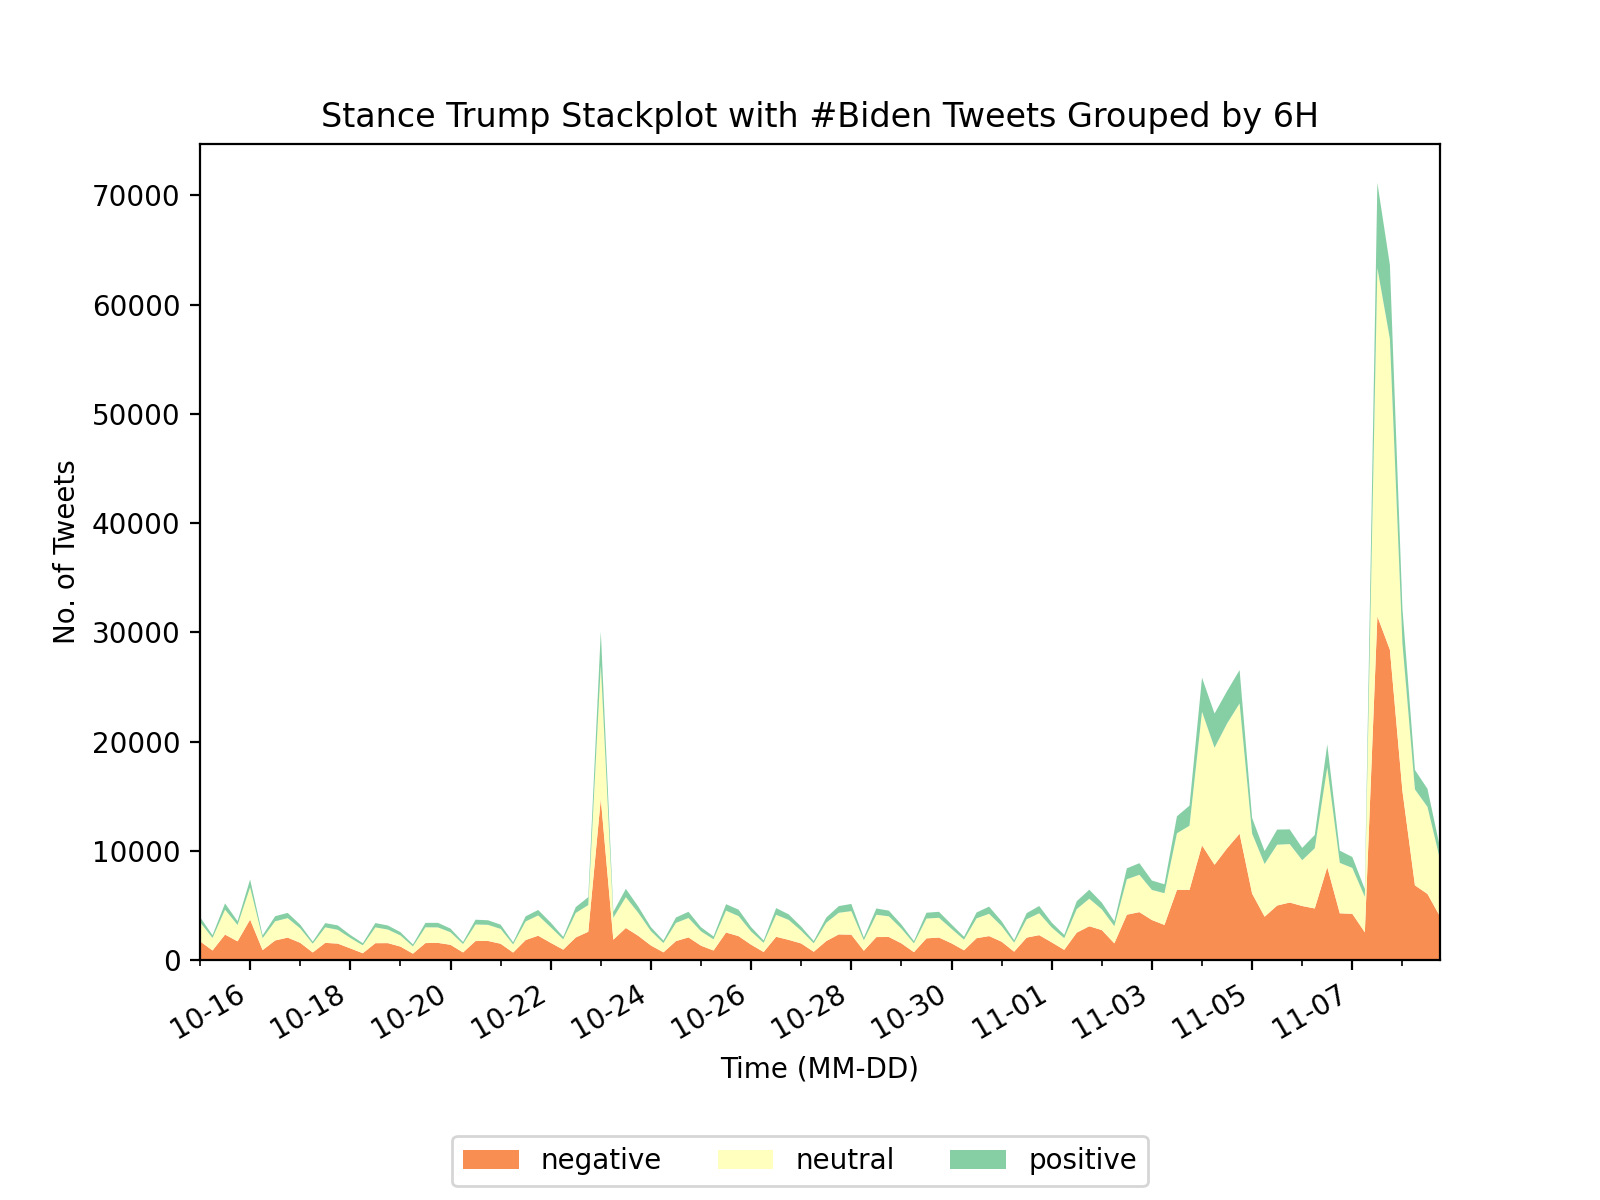 Stance Trump Stackplot with #Biden Tweets Grouped by 6H
No. of Tweets
70000
60000
50000
40000
30000
20000
10000
0
10-16 10-18 10-20 10-22 10-24 10-26 10-28 10-30 11-01 11-03 11-05 11-07
Time (MM-DD)
negative neutral positive